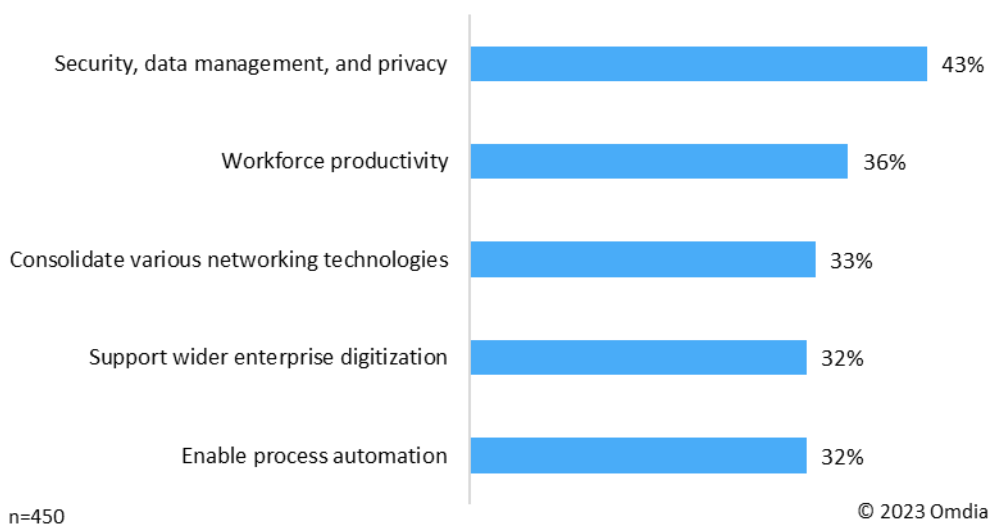 Security, data management, and privacy 43%
Workforce productivity 36%
Consolidate various networking technologies 33%
Support wider enterprise digitization 32%
Enable process automation 32%
n=450
© 2023 Omdia